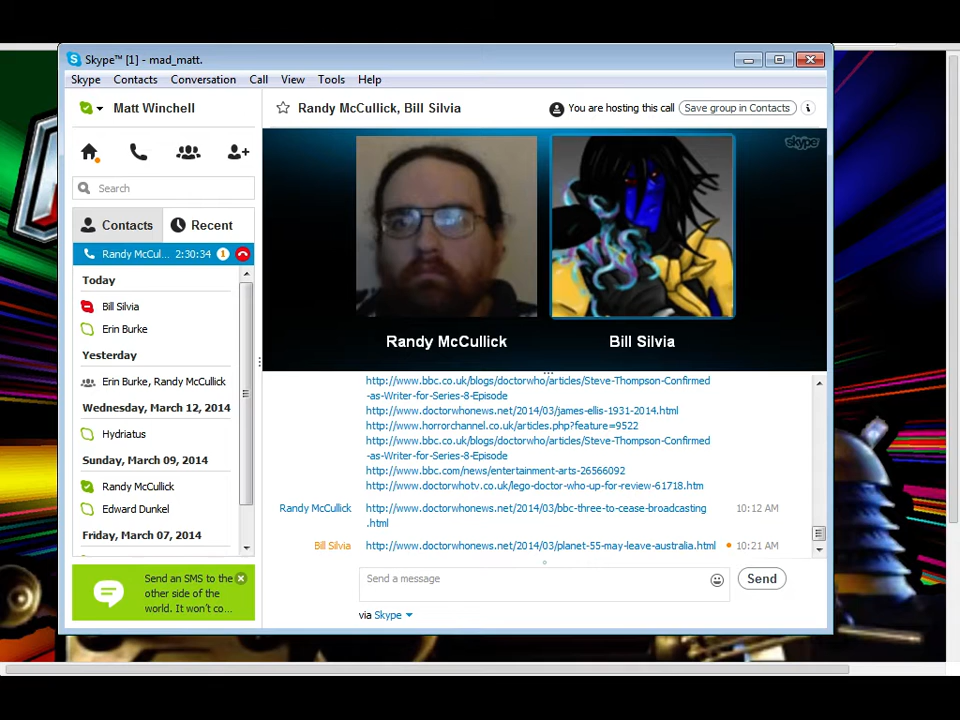 Skype™ [1] - mad_matt.
Skype Contacts Conversation Call View Tools Help
Matt Winchell
Search
Contacts Recent
Randy McCul... 2:30:34 1
Today
Bill Silvia
Erin Burke
Yesterday
Erin Burke, Randy McCullick
Wednesday, March 12, 2014
Hydriatus
Sunday, March 09, 2014
Randy McCullick
Edward Dunkel
Friday, March 07, 2014
Send an SMS to the
other side of the
world. It won't co...
Randy McCullick, Bill Silvia
You are hosting this call
Save group in Contacts
skype
Randy McCullick
Bill Silvia
http://www.bbc.co.uk/blogs/doctorwho/articles/Steve-Thompson-Confirmed
-as-Writer-for-Series-8-Episode
http://www.doctorwhonews.net/2014/03/james-ellis-1931-2014.html
http://www.horrorchannel.co.uk/articles.php?feature=9522
http://www.bbc.co.uk/blogs/doctorwho/articles/Steve-Thompson-Confirmed
-as-Writer-for-Series-8-Episode
http://www.bbc.com/news/entertainment-arts-26566092
http://www.doctorwhotv.co.uk/lego-doctor-who-up-for-review-61718.htm
Randy McCullick http://www.doctorwhonews.net/2014/03/bbc-three-to-cease-broadcasting 10:12 AM
.html
Bill Silvia http://www.doctorwhonews.net/2014/03/planet-55-may-leave-australia.html 10:21 AM
Send a message
Send
via Skype